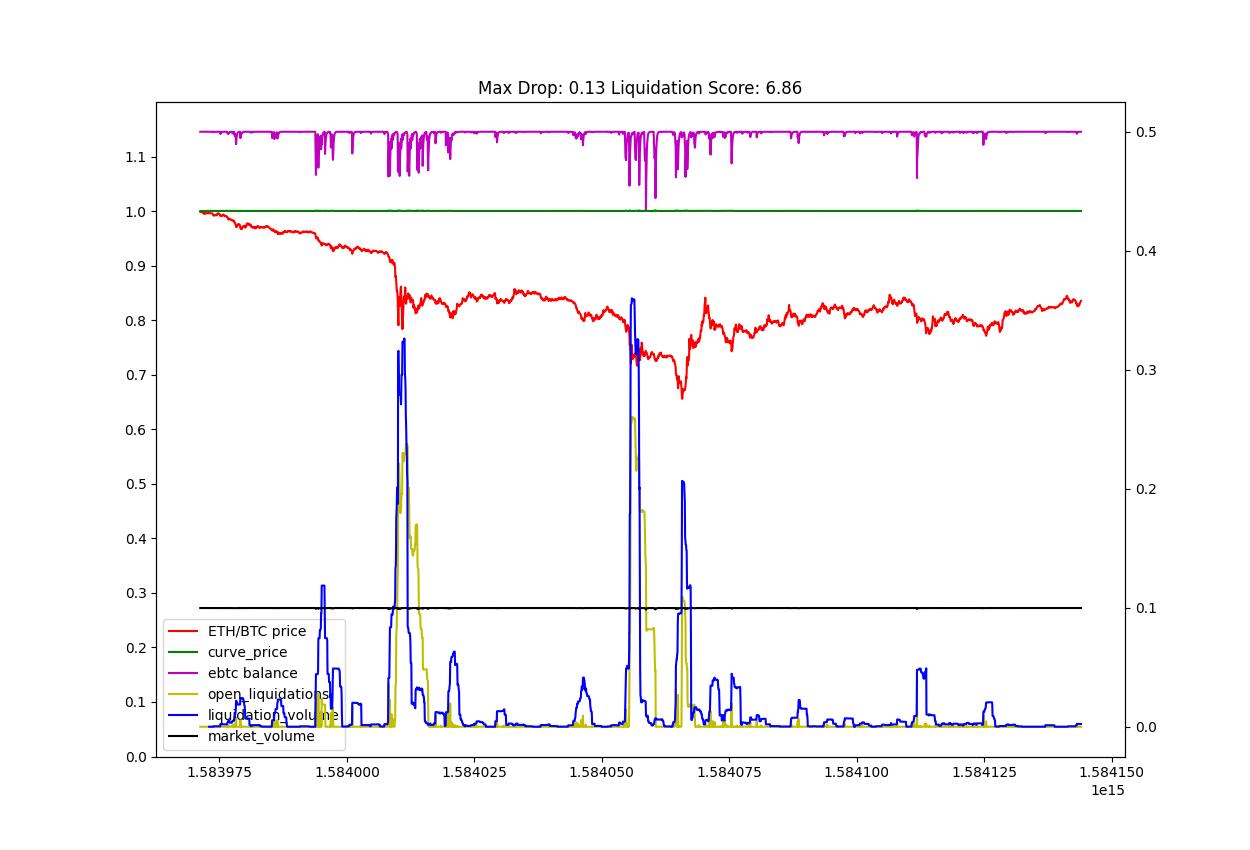 Max Drop: 0.13 Liquidation Score: 6.86
1.1
1.0
0.9
0.8
0.7
0.6
0.5
0.4
0.3
0.2
0.1
0.0
0.5
0.4
0.3
0.2
0.1
0.0
ETH/BTC price
curve_price
ebtc balance
open_liquidations
liquidation_volume
market_volume
1.583975 1.584000 1.584025 1.584050 1.584075 1.584100 1.584125 1.584150
1e15